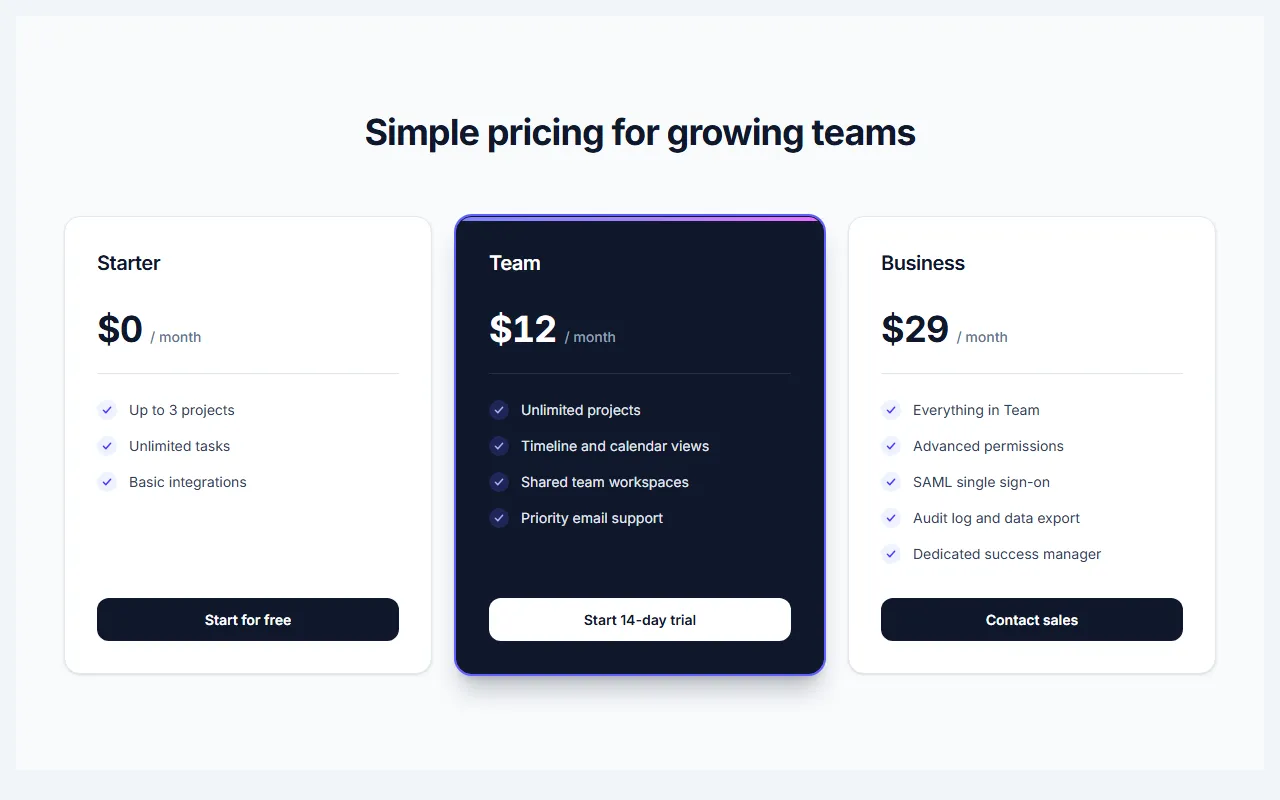 Simple pricing for growing teams
Starter
$0 / month
Up to 3 projects
Unlimited tasks
Basic integrations
Start for free
Team
$12 / month
Unlimited projects
Timeline and calendar views
Shared team workspaces
Priority email support
Start 14-day trial
Business
$29 / month
Everything in Team
Advanced permissions
SAML single sign-on
Audit log and data export
Dedicated success manager
Contact sales